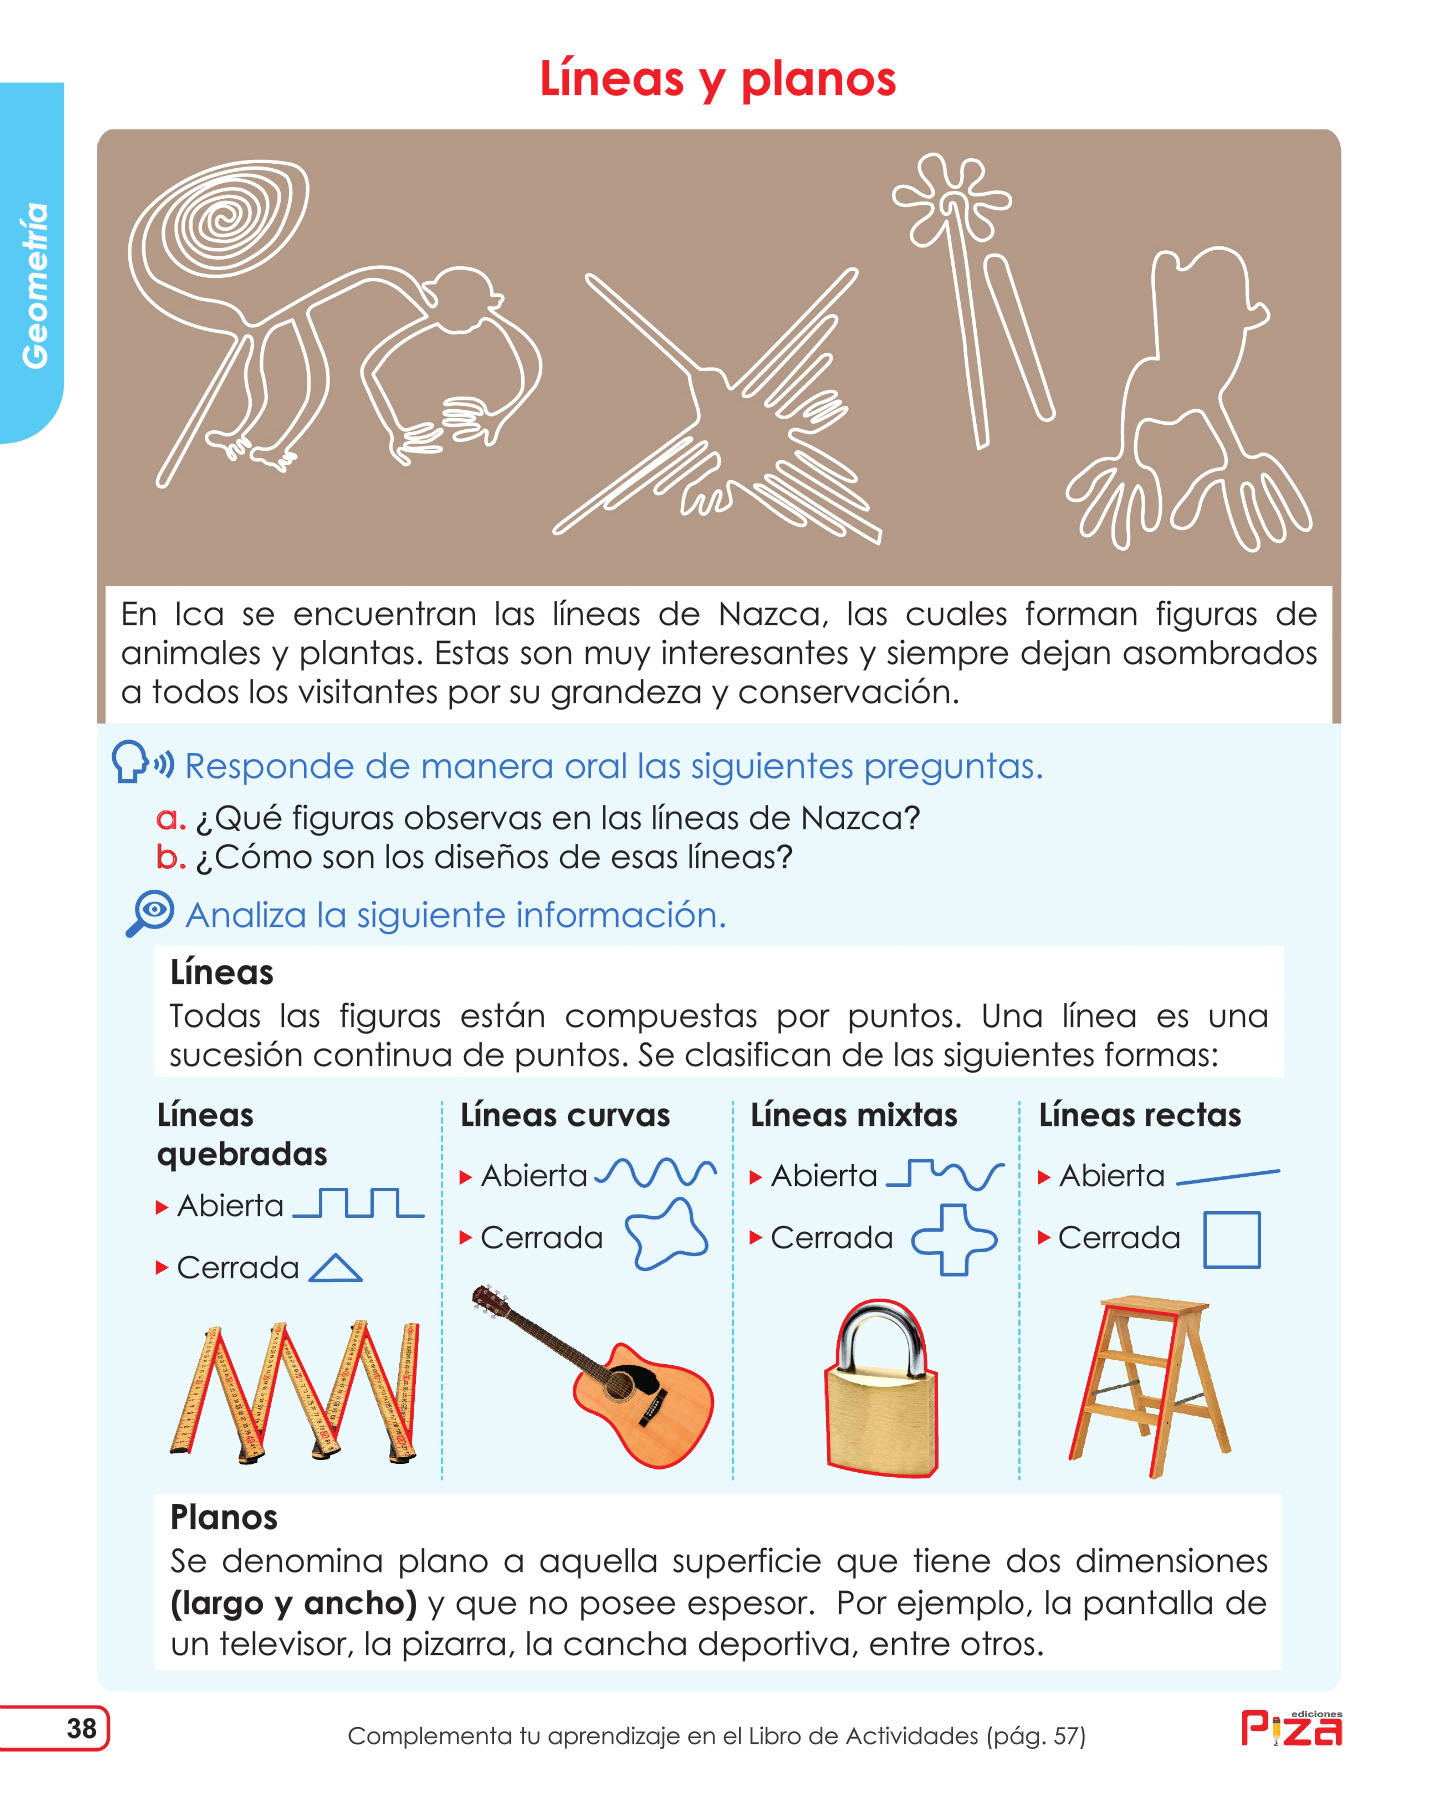 Líneas y planos
Geometría
En Ica se encuentran las líneas de Nazca, las cuales forman figuras de
animales y plantas. Estas son muy interesantes y siempre dejan asombrados
a todos los visitantes por su grandeza y conservación.
Responde de manera oral las siguientes preguntas.
a. ¿Qué figuras observas en las líneas de Nazca?
b. ¿Cómo son los diseños de esas líneas?
Analiza la siguiente información.
Líneas
Todas las figuras están compuestas por puntos. Una línea es una
sucesión continua de puntos. Se clasifican de las siguientes formas:
Líneas
quebradas
Abierta
Cerrada
Líneas curvas
Abierta
Cerrada
Líneas mixtas
Abierta
Cerrada
Líneas rectas
Abierta
Cerrada
Planos
Se denomina plano a aquella superficie que tiene dos dimensiones
(largo y ancho) y que no posee espesor. Por ejemplo, la pantalla de
un televisor, la pizarra, la cancha deportiva, entre otros.
38
Complementa tu aprendizaje en el Libro de Actividades (pág. 57)
ediciones
Piza